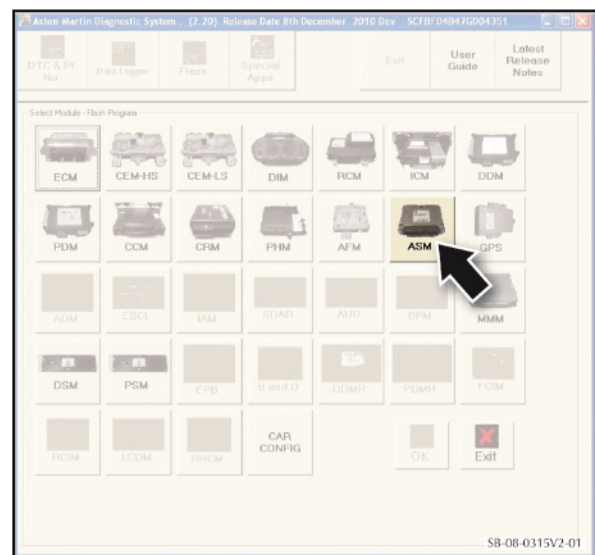 Aston Martin Diagnostic System , (2.20) Release Date 8th December 2010 Dev - SCFBF04B47GD04351
DTC & Pt No
Data Logger
Flash
Special Apps
Exit
User Guide
Latest Release Notes
Select Module - Flash Program
ECM CEM-HS CEM-LS DIM RCM ICM DDM
PDM CCM CRM PHM AFM ASM GPS
ADM ESCL IAM SDAR AUU BPM MMM
DSM PSM EPB B and O DDMR PDMR FCIM
RCIM LCDM RHCM CAR CONFIG OK Exit
SB-08-0315V2-01